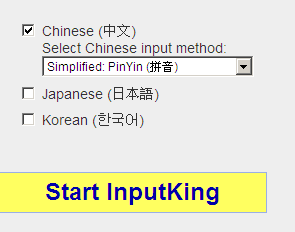 Chinese (中文)
Select Chinese input method:
Simplified: PinYin (拼音)
Japanese (日本語)
Korean (한국어)
Start InputKing